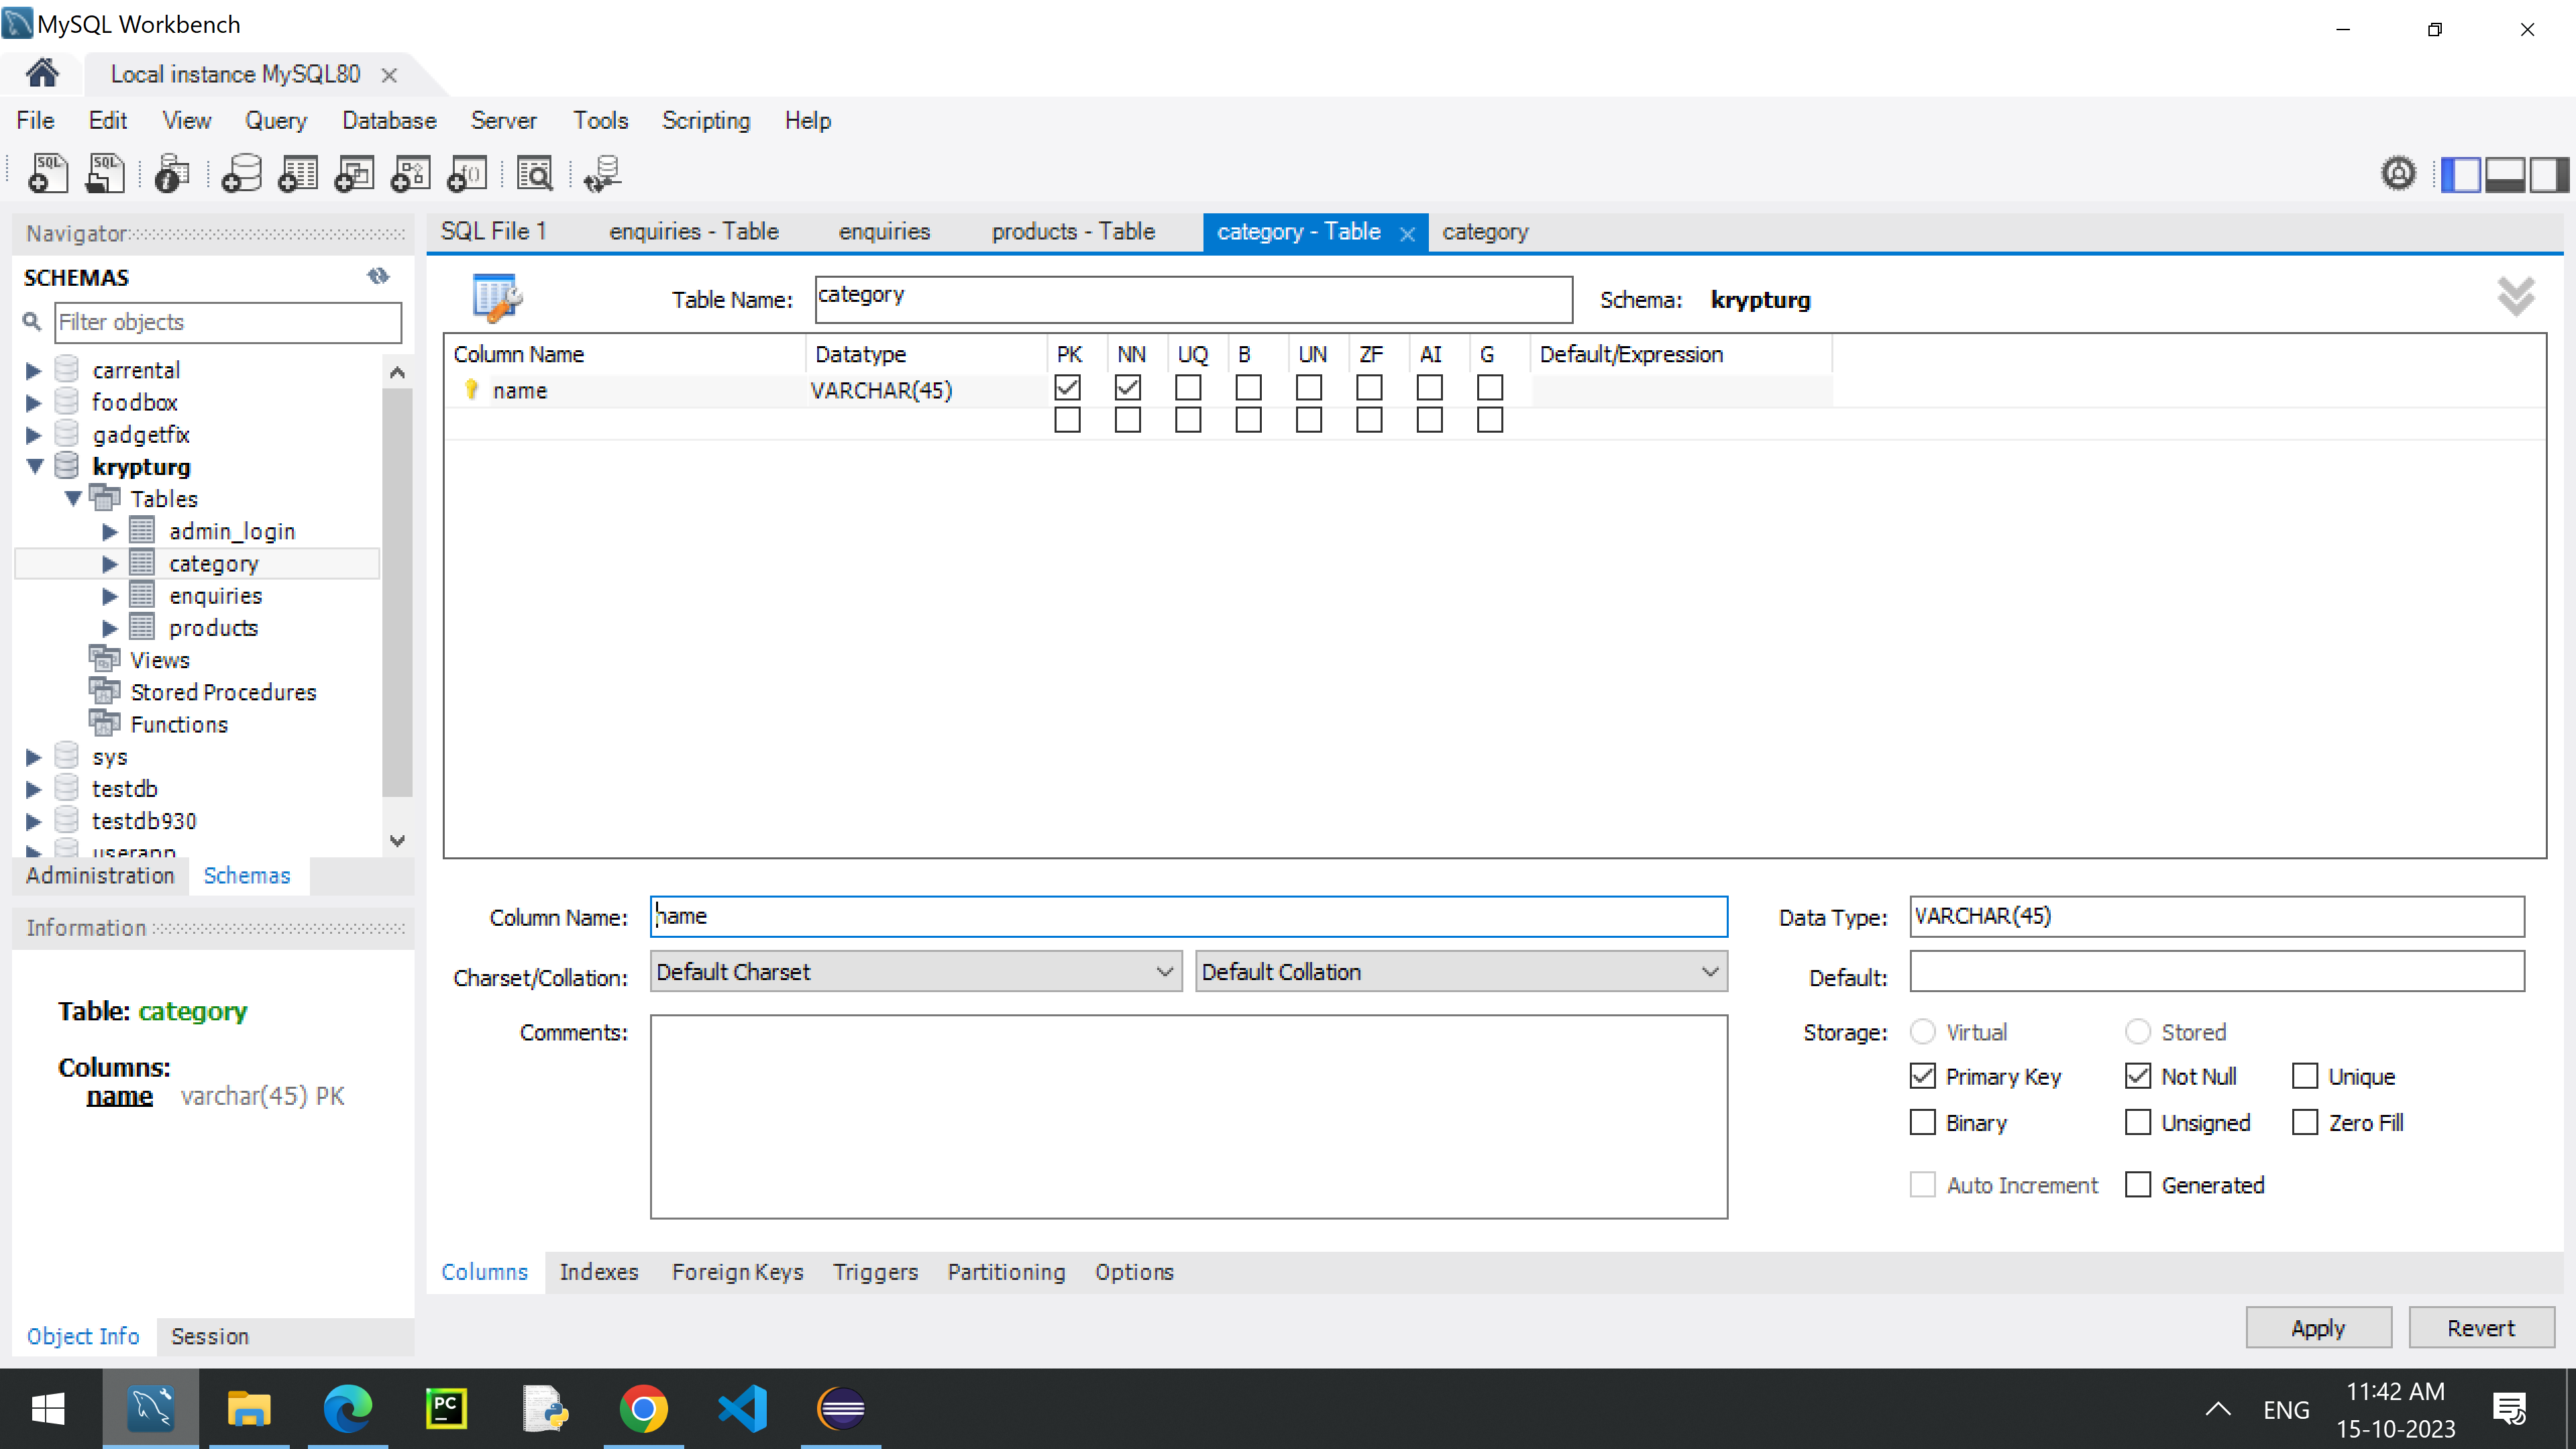 MySQL Workbench
Local instance MySQL80
File Edit View Query Database Server Tools Scripting Help
Navigator
SCHEMAS
Filter objects
carrental
foodbox
gadgetfix
krypturg
Tables
admin_login
category
enquiries
products
Views
Stored Procedures
Functions
sys
testdb
testdb930
userapp
Administration Schemas
Information
Table: category
Columns:
name varchar(45) PK
Object Info Session
SQL File 1 enquiries - Table enquiries products - Table category - Table category
Table Name: category Schema: krypturg
Column Name Datatype PK NN UQ B UN ZF AI G Default/Expression
name VARCHAR(45)
Column Name: name Data Type: VARCHAR(45)
Charset/Collation: Default Charset Default Collation Default:
Comments: Storage: Virtual Stored
Primary Key Not Null Unique
Binary Unsigned Zero Fill
Auto Increment Generated
Columns Indexes Foreign Keys Triggers Partitioning Options
Apply Revert
PC
ENG
11:42 AM
15-10-2023